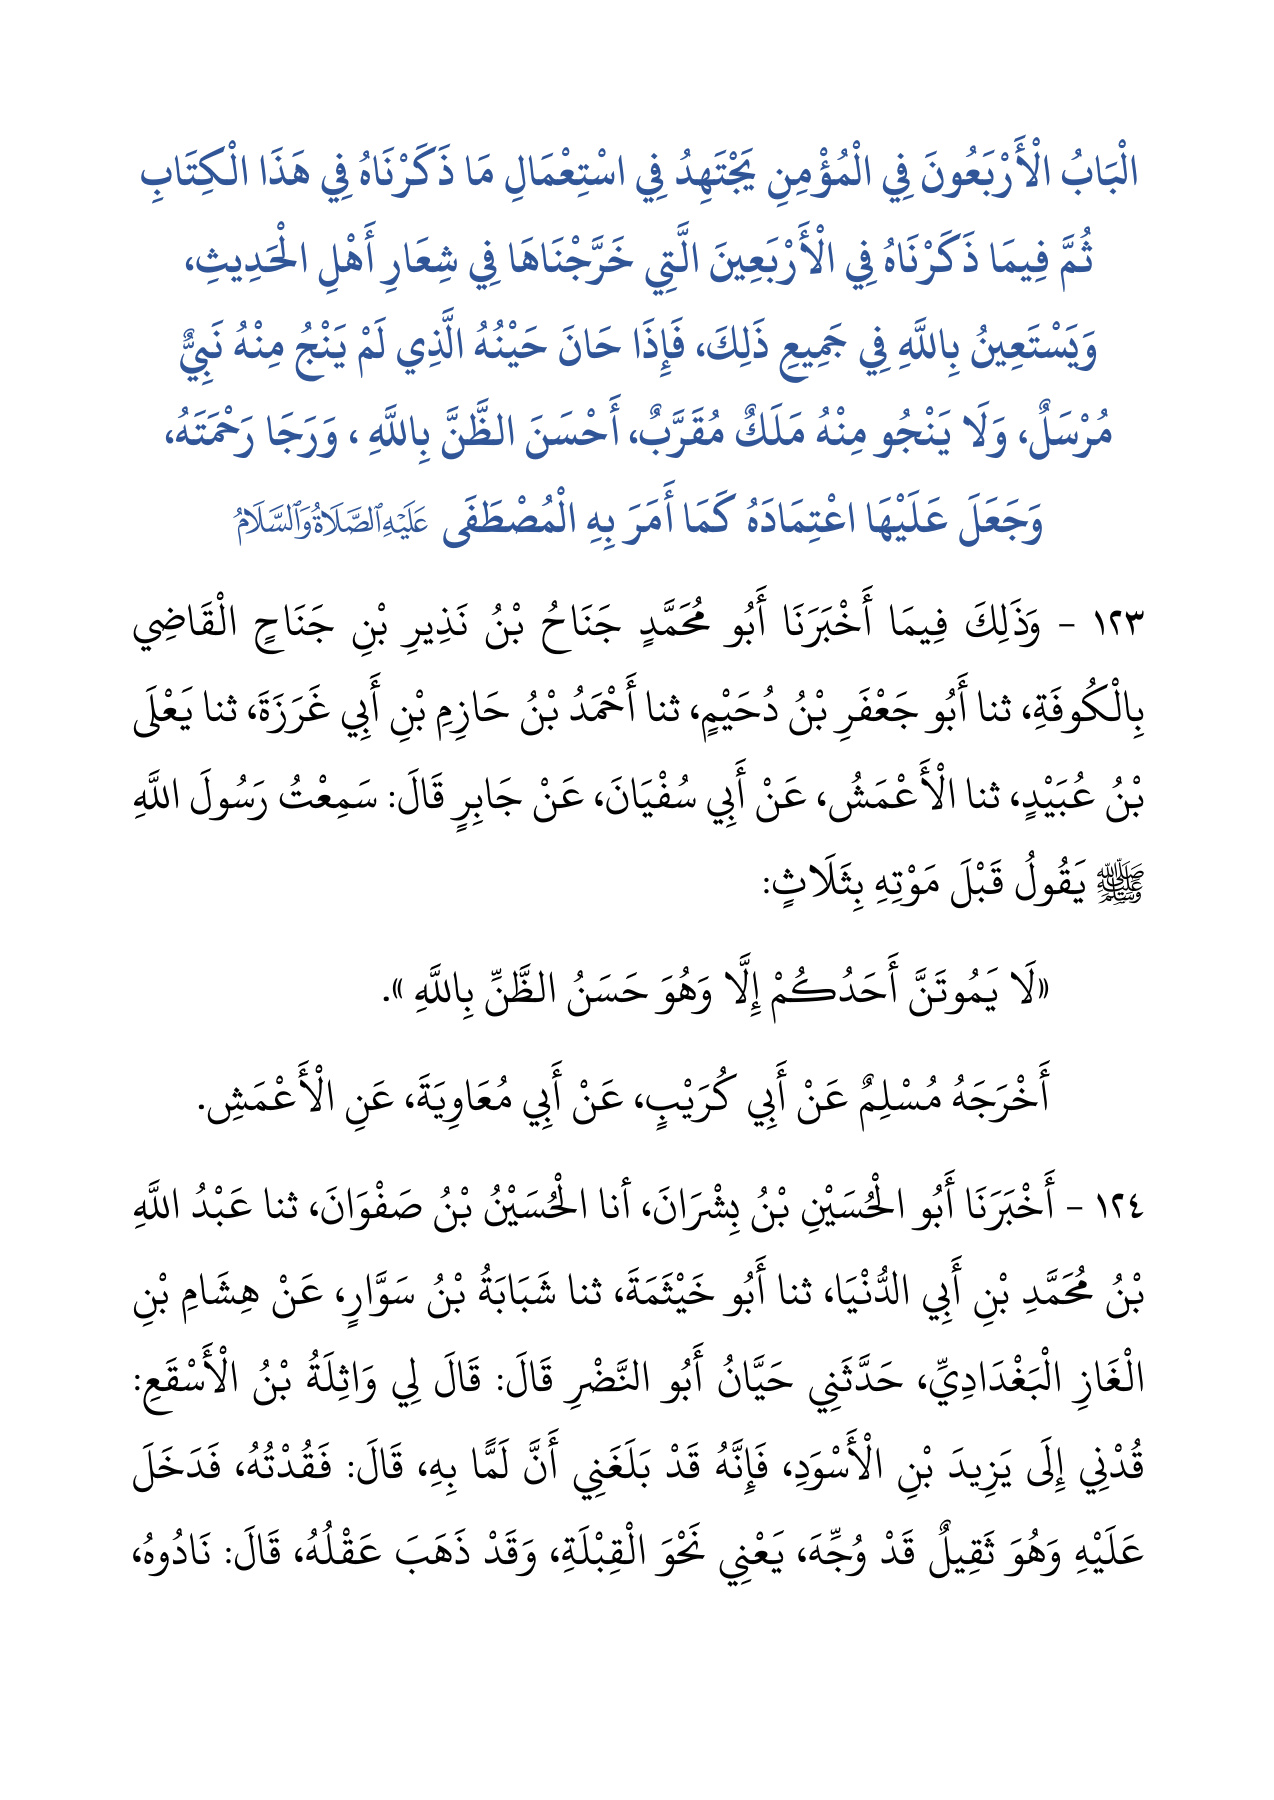 الْبَابُ الْأَرْبَعُونَ فِي الْمُؤْمِنِ يَجْتَهِدُ فِي اسْتِعْمَالِ مَا ذَكَرْنَاهُ فِي هَذَا الْكِتَابِ
ثُمَّ فِيمَا ذَكَرْنَاهُ فِي الْأَرْبَعِينَ الَّتِي خَرَّجْنَاهَا فِي شِعَارِ أَهْلِ الْحَدِيثِ،
وَيَسْتَعِينُ بِاللَّهِ فِي جَمِيعِ ذَلِكَ، فَإِذَا حَانَ حَيْنُهُ الَّذِي لَمْ يَنْجُ مِنْهُ نَبِيٌّ
مُرْسَلٌ، وَلَا يَنْجُو مِنْهُ مَلَكٌ مُقَرَّبٌ، أَحْسَنَ الظَّنَّ بِاللَّهِ ، وَرَجَا رَحْمَتَهُ،
وَجَعَلَ عَلَيْهَا اعْتِمَادَهُ كَمَا أَمَرَ بِهِ الْمُصْطَفَى عَلَيْهِ ٱلصَّلَاةُ وَٱلسَّلَامُ
١٢٣ - وَذَلِكَ فِيمَا أَخْبَرَنَا أَبُو مُحَمَّدٍ جَنَاحُ بْنُ نَذِيرِ بْنِ جَنَاحٍ الْقَاضِي
بِالْكُوفَةِ، ثنا أَبُو جَعْفَرِ بْنُ دُحَيْمٍ، ثنا أَحْمَدُ بْنُ حَازِمِ بْنِ أَبِي غَرَزَةَ، ثنا يَعْلَى
بْنُ عُبَيْدٍ، ثنا الْأَعْمَشُ، عَنْ أَبِي سُفْيَانَ، عَنْ جَابِرٍ قَالَ: سَمِعْتُ رَسُولَ اللَّهِ
ﷺ يَقُولُ قَبْلَ مَوْتِهِ بِثَلَاثٍ:
«لَا يَمُوتَنَّ أَحَدُكُمْ إِلَّا وَهُوَ حَسَنُ الظَّنِّ بِاللَّهِ ».
أَخْرَجَهُ مُسْلِمٌ عَنْ أَبِي كُرَيْبٍ، عَنْ أَبِي مُعَاوِيَةَ، عَنِ الْأَعْمَشِ.
١٢٤ - أَخْبَرَنَا أَبُو الْحُسَيْنِ بْنُ بِشْرَانَ، أنا الْحُسَيْنُ بْنُ صَفْوَانَ، ثنا عَبْدُ اللَّهِ
بْنُ مُحَمَّدِ بْنِ أَبِي الدُّنْيَا، ثنا أَبُو خَيْثَمَةَ، ثنا شَبَابَةُ بْنُ سَوَّارٍ، عَنْ هِشَامِ بْنِ
الْغَازِ الْبَغْدَادِيِّ، حَدَّثَنِي حَيَّانُ أَبُو النَّضْرِ قَالَ: قَالَ لِي وَاثِلَةُ بْنُ الْأَسْقَعِ:
قُدْنِي إِلَى يَزِيدَ بْنِ الْأَسْوَدِ، فَإِنَّهُ قَدْ بَلَغَنِي أَنَّ لَمًّا بِهِ، قَالَ: فَقُدْتُهُ، فَدَخَلَ
عَلَيْهِ وَهُوَ ثَقِيلٌ قَدْ وُجِّهَ، يَعْنِي نَحْوَ الْقِبْلَةِ، وَقَدْ ذَهَبَ عَقْلُهُ، قَالَ: نَادُوهُ،